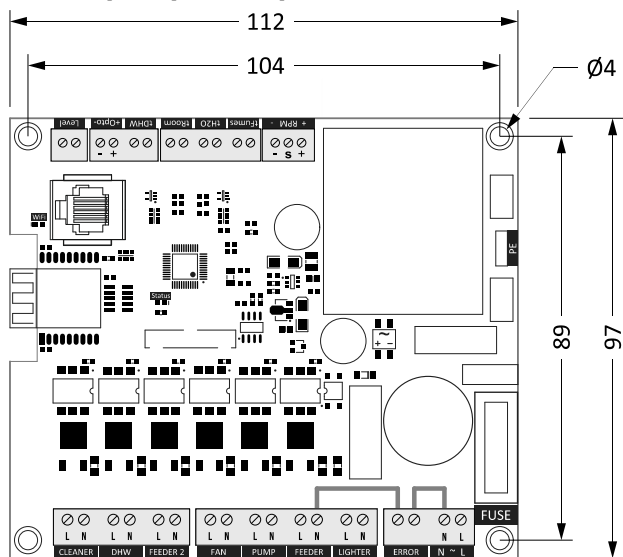 112
104
Ø4
Level -Opto+ tDHW tRoom tH2O tFumes + RPM -
- + - S +
WiFi
PE
Status
~
+ -
89
97
FUSE
L N L N L N L N L N L N L N N L
CLEANER DHW FEEDER 2 FAN PUMP FEEDER LIGHTER ERROR N ~ L